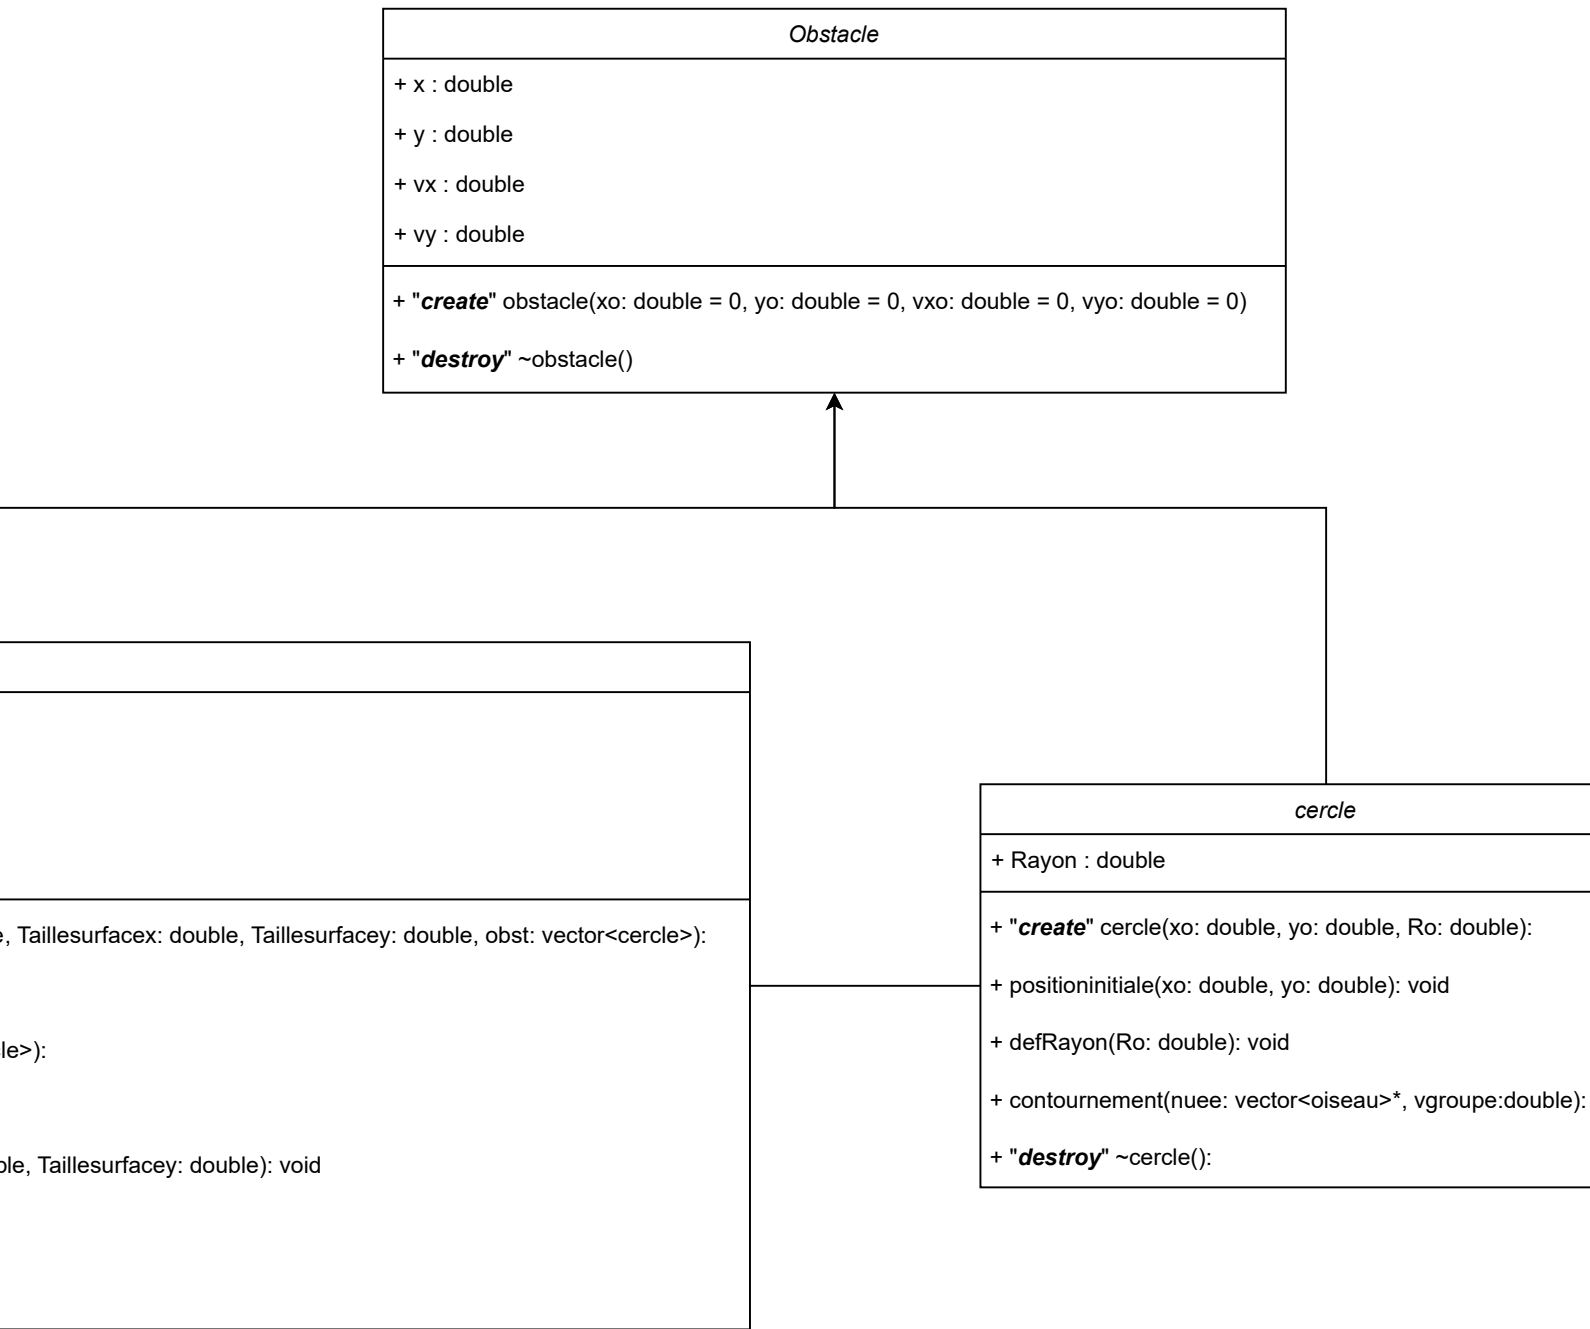 Obstacle
+ x : double
+ y : double
+ vx : double
+ vy : double
+ "create" obstacle(xo: double = 0, yo: double = 0, vxo: double = 0, vyo: double = 0)
+ "destroy" ~obstacle()
, Taillesurfacex: double, Taillesurfacey: double, obst: vector<cercle>):
le>):
ble, Taillesurfacey: double): void
cercle
+ Rayon : double
+ "create" cercle(xo: double, yo: double, Ro: double):
+ positioninitiale(xo: double, yo: double): void
+ defRayon(Ro: double): void
+ contournement(nuee: vector<oiseau>*, vgroupe:double):
+ "destroy" ~cercle():